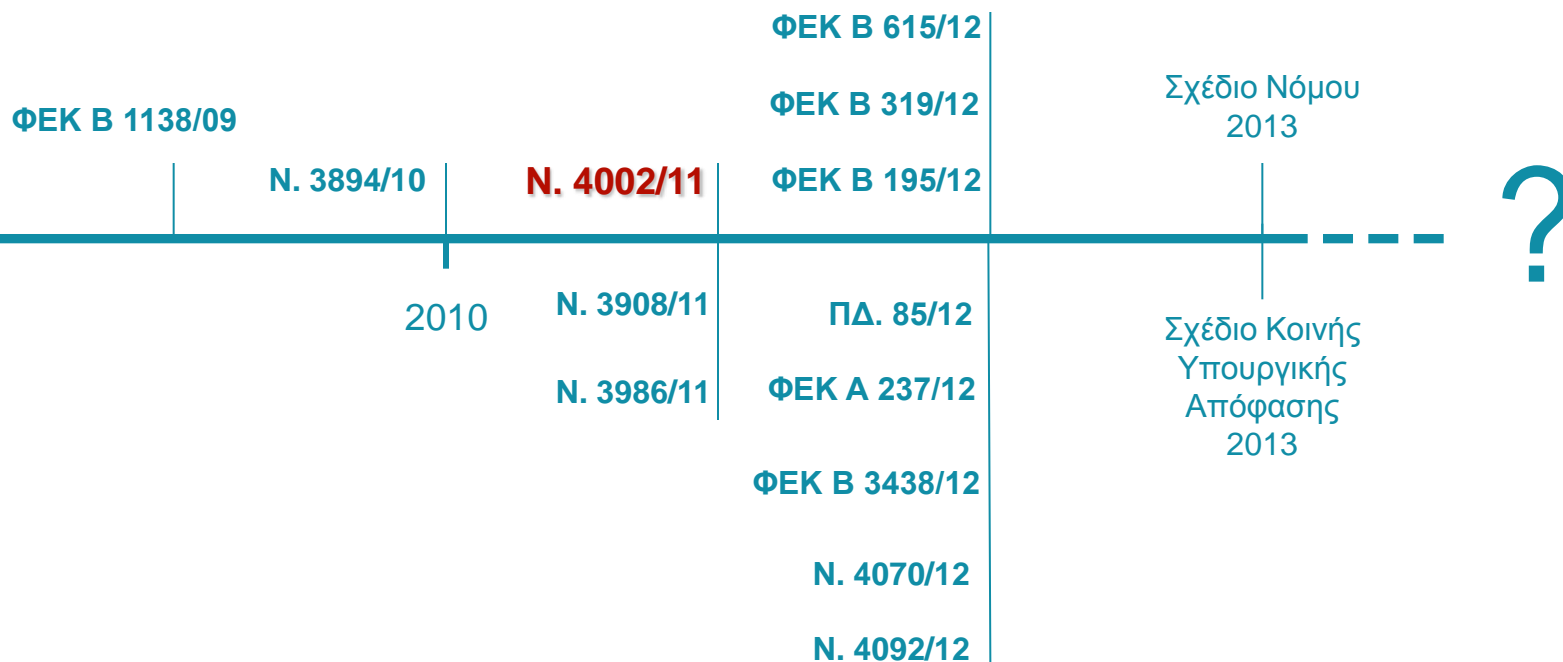 ΦΕΚ Β 615/12
ΦΕΚ Β 319/12
Σχέδιο Νόμου
2013
ΦΕΚ Β 1138/09
Ν. 3894/10
Ν. 4002/11
ΦΕΚ Β 195/12
?
2010
Ν. 3908/11
Ν. 3986/11
ΠΔ. 85/12
ΦΕΚ Α 237/12
ΦΕΚ Β 3438/12
Ν. 4070/12
Ν. 4092/12
Σχέδιο Κοινής
Υπουργικής
Απόφασης
2013